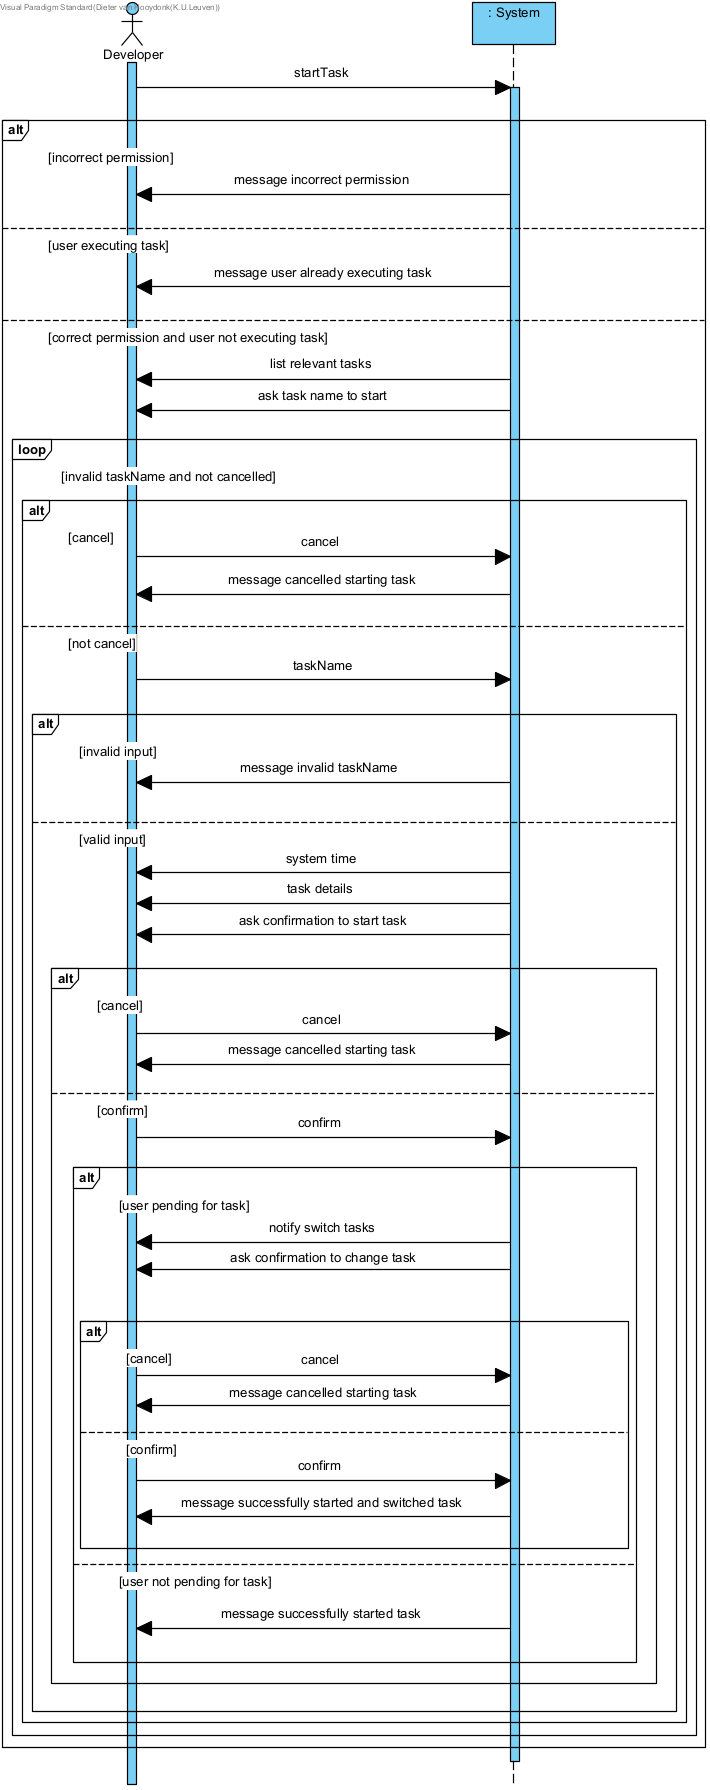 Visual Paradigm Standard(Dieter van Rooydonk(K.U.Leuven))
: System
Developer
startTask
alt
[incorrect permission]
message incorrect permission
[user executing task]
message user already executing task
[correct permission and user not executing task]
list relevant tasks
ask task name to start
loop
[invalid taskName and not cancelled]
alt
[cancel]
cancel
message cancelled starting task
[not cancel]
taskName
alt
[invalid input]
message invalid taskName
[valid input]
system time
task details
ask confirmation to start task
alt
[cancel]
cancel
message cancelled starting task
[confirm]
confirm
alt
[user pending for task]
notify switch tasks
ask confirmation to change task
alt
[cancel]
cancel
message cancelled starting task
[confirm]
confirm
message successfully started and switched task
[user not pending for task]
message successfully started task